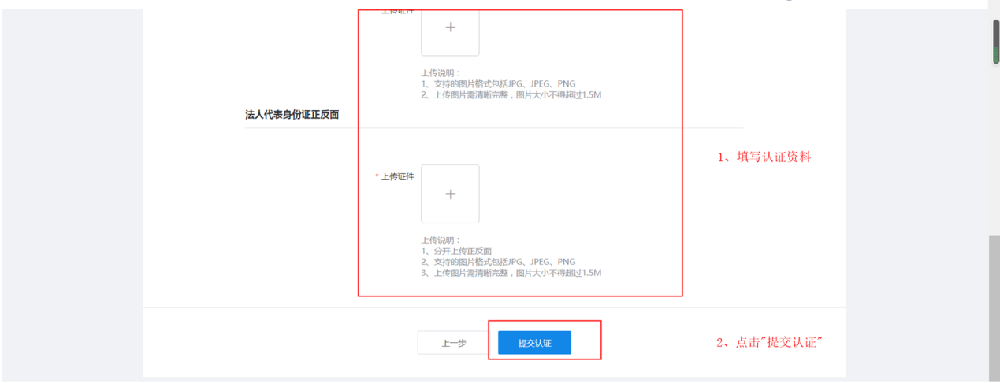 上传证件
上传说明：
1、支持的图片格式包括JPG、JPEG、PNG
2、上传图片需清晰完整，图片大小不得超过1.5M
法人代表身份证正反面
1、填写认证资料
* 上传证件
上传说明：
1、分开上传正反面
2、支持的图片格式包括JPG、JPEG、PNG
3、上传图片需清晰完整，图片大小不得超过1.5M
上一步
提交认证
2、点击"提交认证"